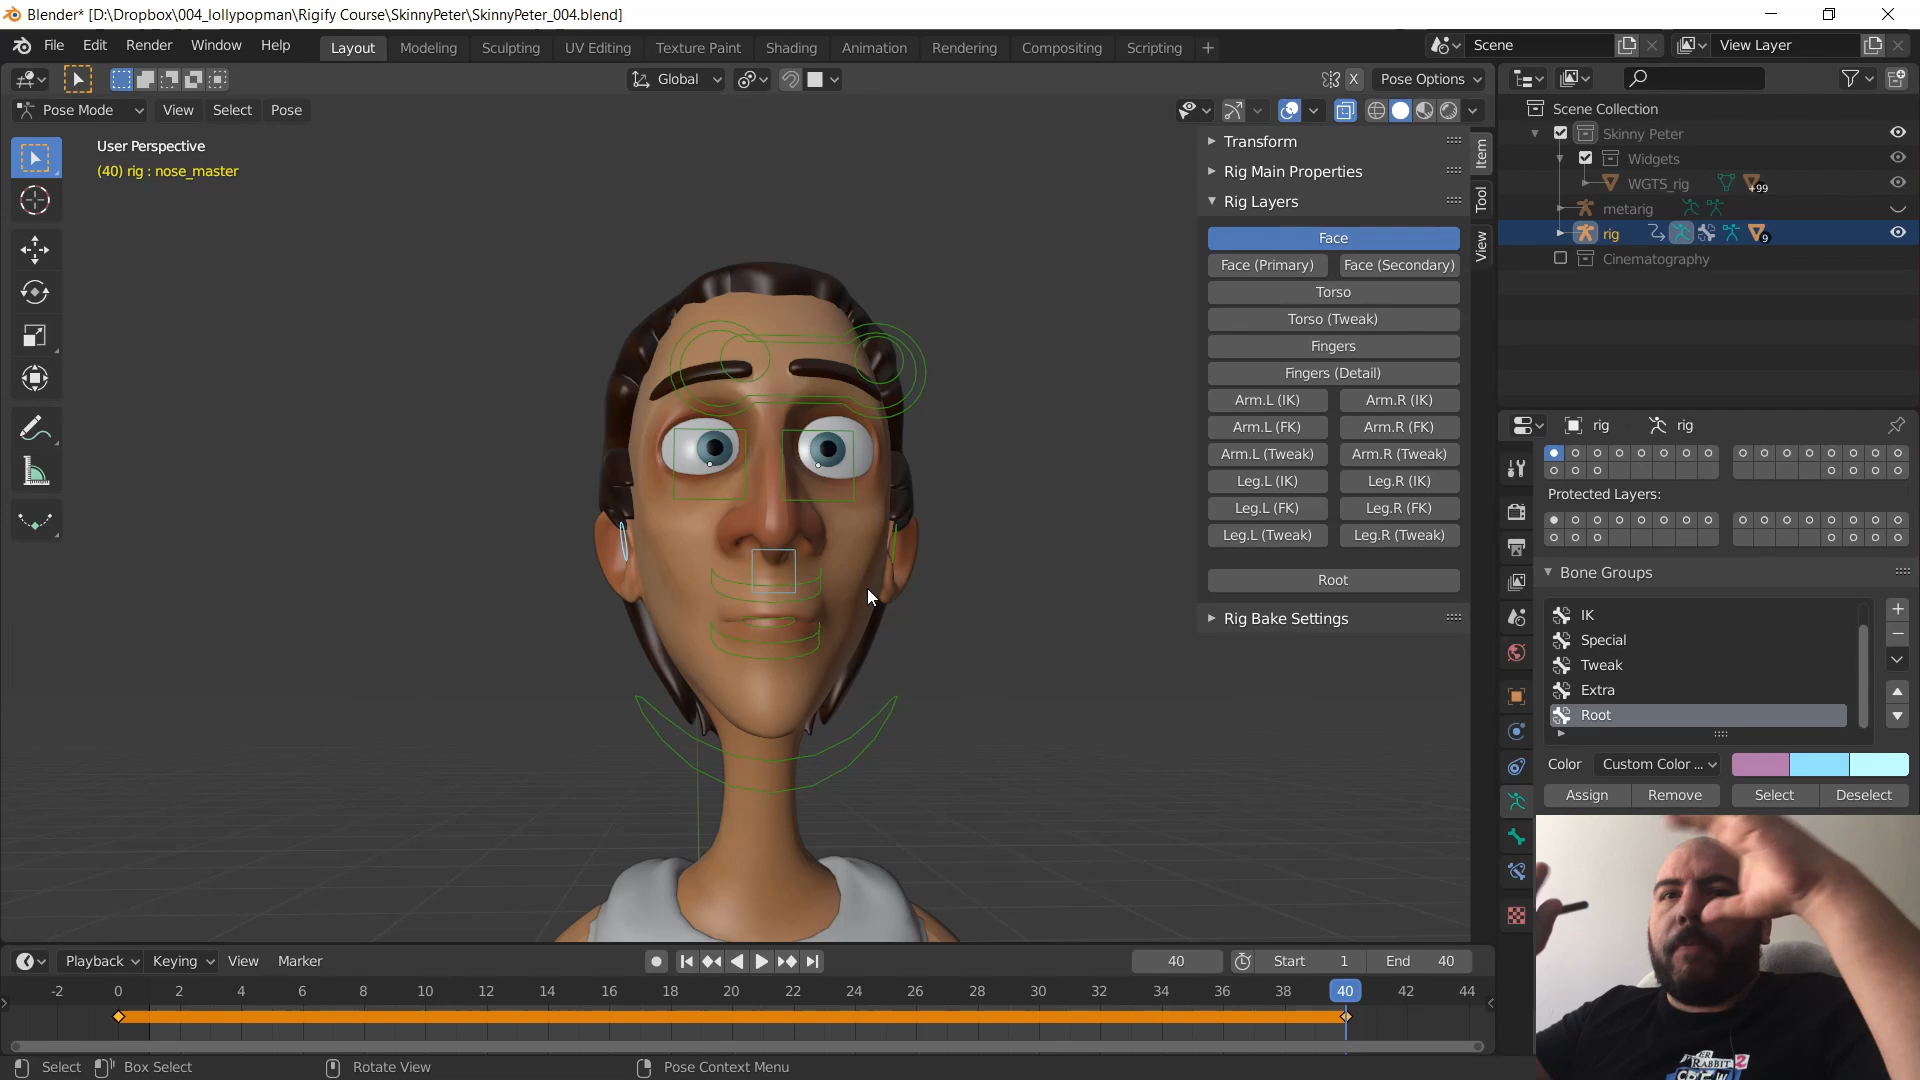 Blender* [D:\Dropbox\004_lollypopman\Rigify Course\SkinnyPeter\SkinnyPeter_004.blend]
File Edit Render Window Help Layout Modeling Sculpting UV Editing Texture Paint Shading Animation Rendering Compositing Scripting + Scene View Layer
Global X Pose Options
Pose Mode View Select Pose
User Perspective
(40) rig : nose_master
Transform
Rig Main Properties
Rig Layers
Face
Face (Primary) Face (Secondary)
Torso
Torso (Tweak)
Fingers
Fingers (Detail)
Arm.L (IK) Arm.R (IK)
Arm.L (FK) Arm.R (FK)
Arm.L (Tweak) Arm.R (Tweak)
Leg.L (IK) Leg.R (IK)
Leg.L (FK) Leg.R (FK)
Leg.L (Tweak) Leg.R (Tweak)
Root
Rig Bake Settings
Item
Tool
View
Scene Collection
Skinny Peter
Widgets
WGTS_rig +99
metarig
rig 9
Cinematography
rig rig
Protected Layers:
Bone Groups
IK
Special
Tweak
Extra
Root
Color Custom Color ...
Assign Remove Select Deselect
RABBIT 2
Playback Keying View Marker 40 Start 1 End 40
-2 0 2 4 6 8 10 12 14 16 18 20 22 24 26 28 30 32 34 36 38 40 42 44
Select Box Select Rotate View Pose Context Menu